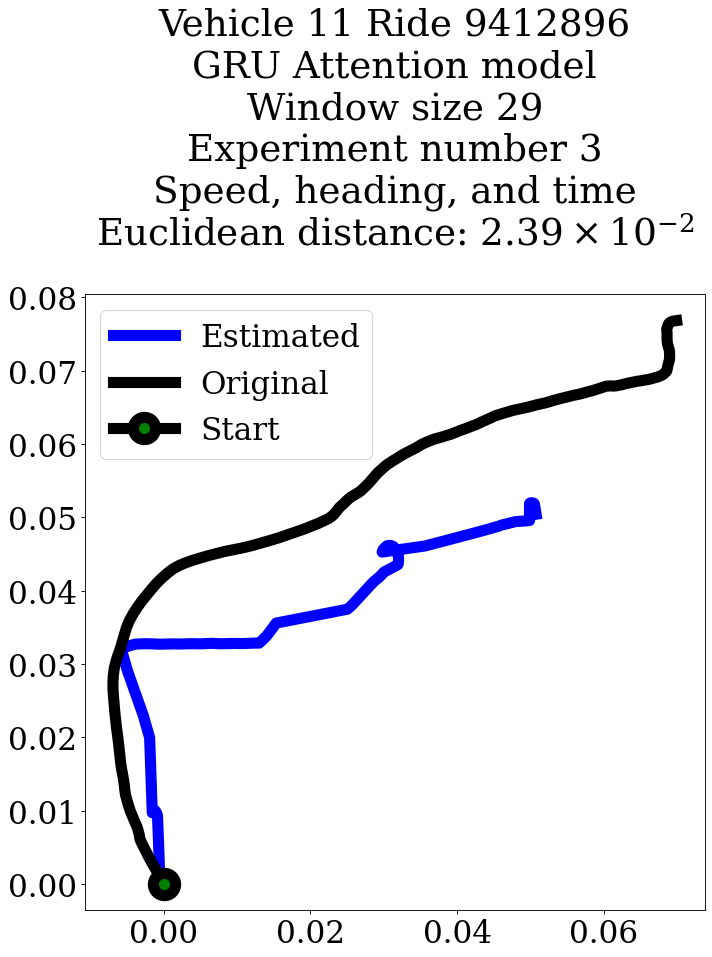 Vehicle 11 Ride 9412896
GRU Attention model
Window size 29
Experiment number 3
Speed, heading, and time
Euclidean distance: 2.39 × 10⁻²
0.08
0.07
0.06
0.05
0.04
0.03
0.02
0.01
0.00
Estimated
Original
Start
0.00 0.02 0.04 0.06